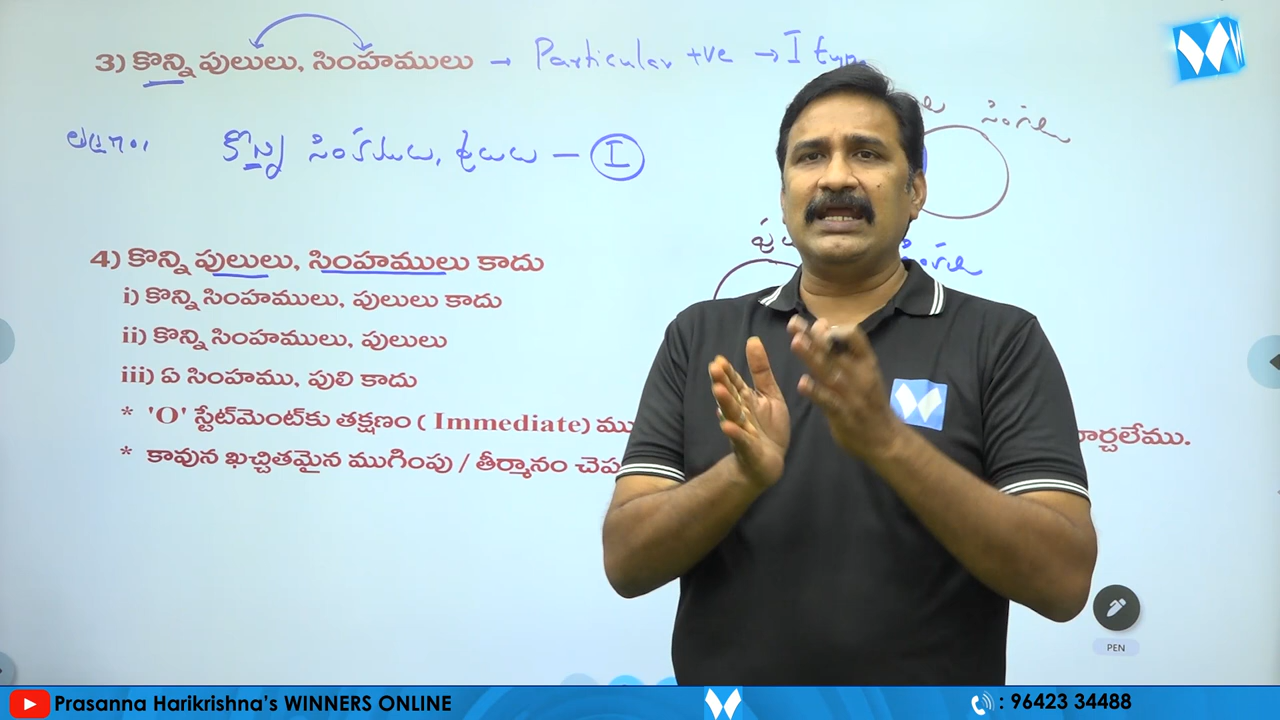 3) కొన్ని పులులు, సింహములు → Particular +ve → I type
కొన్ని సింహములు, పులులు – I
4) కొన్ని పులులు, సింహములు కాదు
i) కొన్ని సింహములు, పులులు కాదు
ii) కొన్ని సింహములు, పులులు
iii) ఏ సింహము, పులి కాదు
* 'O' స్టేట్‌మెంట్‌కు తక్షణం ( Immediate)
* కావున ఖచ్చితమైన ముగింపు / తీర్మానం
PEN
Prasanna Harikrishna's WINNERS ONLINE
: 96423 34488